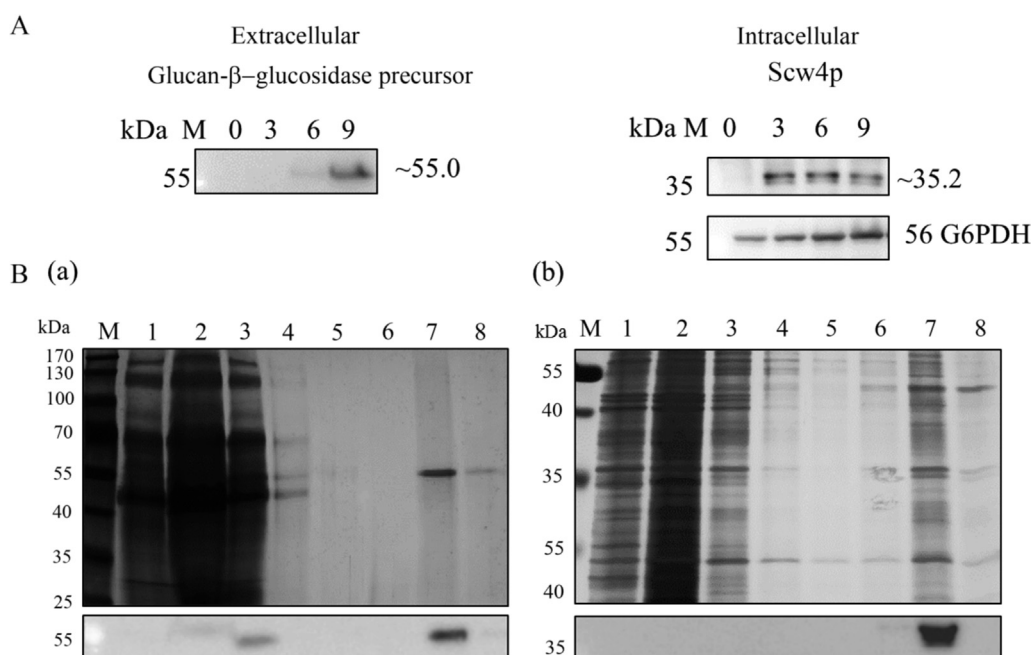 A
Extracellular
Glucan-β–glucosidase precursor
kDa M 0 3 6 9
55 ~55.0
Intracellular
Scw4p
kDa M 0 3 6 9
35 ~35.2
55 56 G6PDH
B (a)
kDa M 1 2 3 4 5 6 7 8
170
130
100
70
55
40
35
25
55
(b)
kDa M 1 2 3 4 5 6 7 8
55
40
35
55
40
35